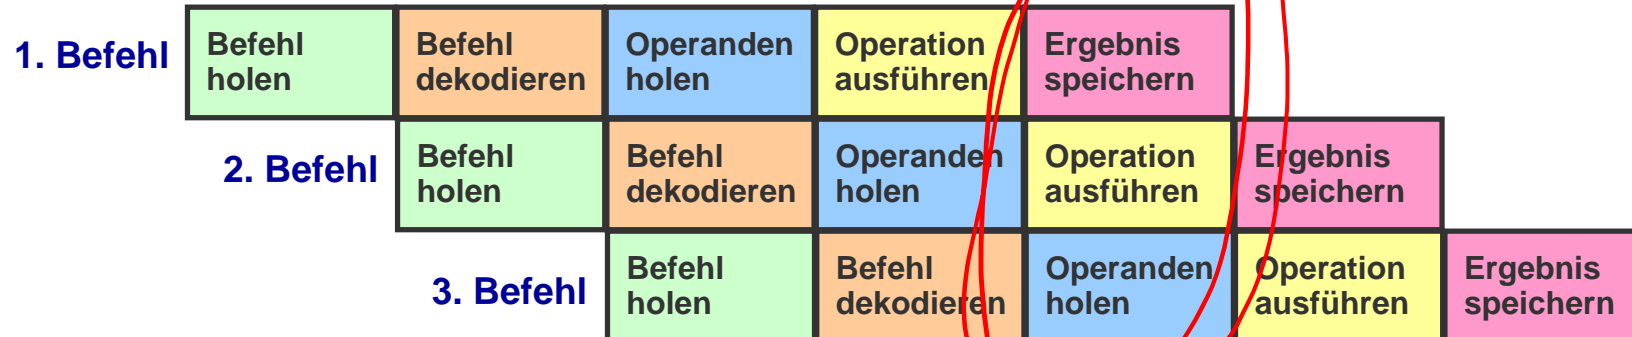 1. Befehl
Befehl
holen
Befehl
dekodieren
Operanden
holen
Operation
ausführen
Ergebnis
speichern
2. Befehl
Befehl
holen
Befehl
dekodieren
Operanden
holen
Operation
ausführen
Ergebnis
speichern
3. Befehl
Befehl
holen
Befehl
dekodieren
Operanden
holen
Operation
ausführen
Ergebnis
speichern